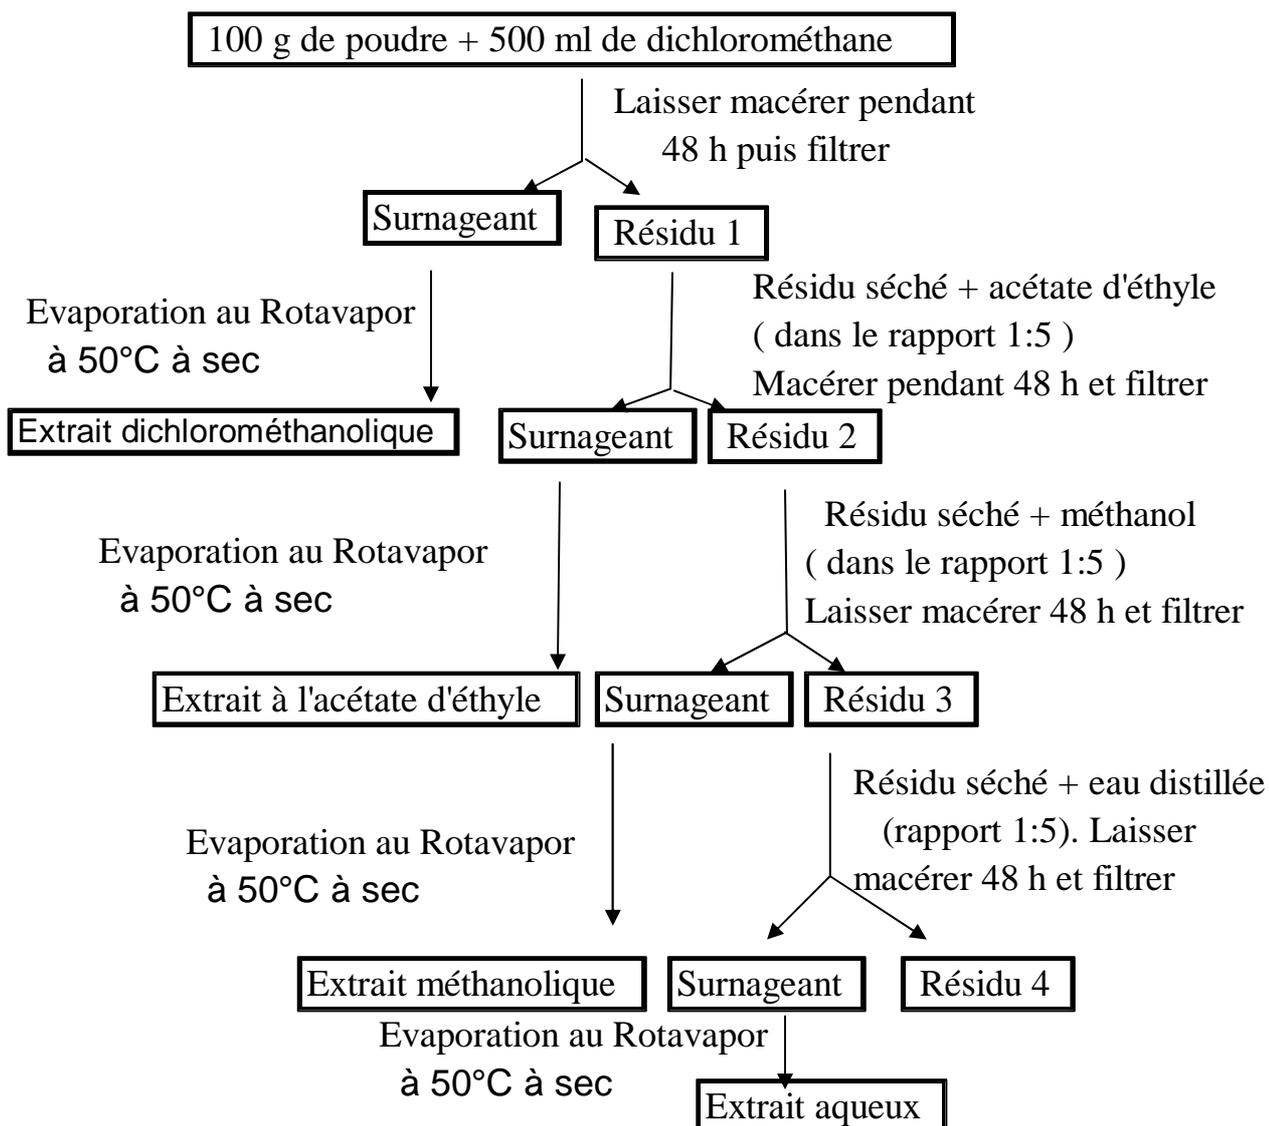 100 g de poudre + 500 ml de dichlorométhane
Laisser macérer pendant
48 h puis filtrer
Surnageant
Résidu 1
Evaporation au Rotavapor
à 50°C à sec
Résidu séché + acétate d'éthyle
( dans le rapport 1:5 )
Macérer pendant 48 h et filtrer
Extrait dichlorométhanolique
Surnageant
Résidu 2
Evaporation au Rotavapor
à 50°C à sec
Résidu séché + méthanol
( dans le rapport 1:5 )
Laisser macérer 48 h et filtrer
Extrait à l'acétate d'éthyle
Surnageant
Résidu 3
Evaporation au Rotavapor
à 50°C à sec
Résidu séché + eau distillée
(rapport 1:5). Laisser
macérer 48 h et filtrer
Extrait méthanolique
Surnageant
Résidu 4
Evaporation au Rotavapor
à 50°C à sec
Extrait aqueux